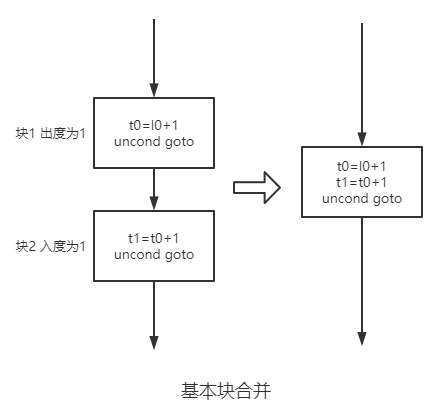 t0=l0+1
uncond goto
块1 出度为1
t1=t0+1
uncond goto
块2 入度为1
t0=l0+1
t1=t0+1
uncond goto
基本块合并